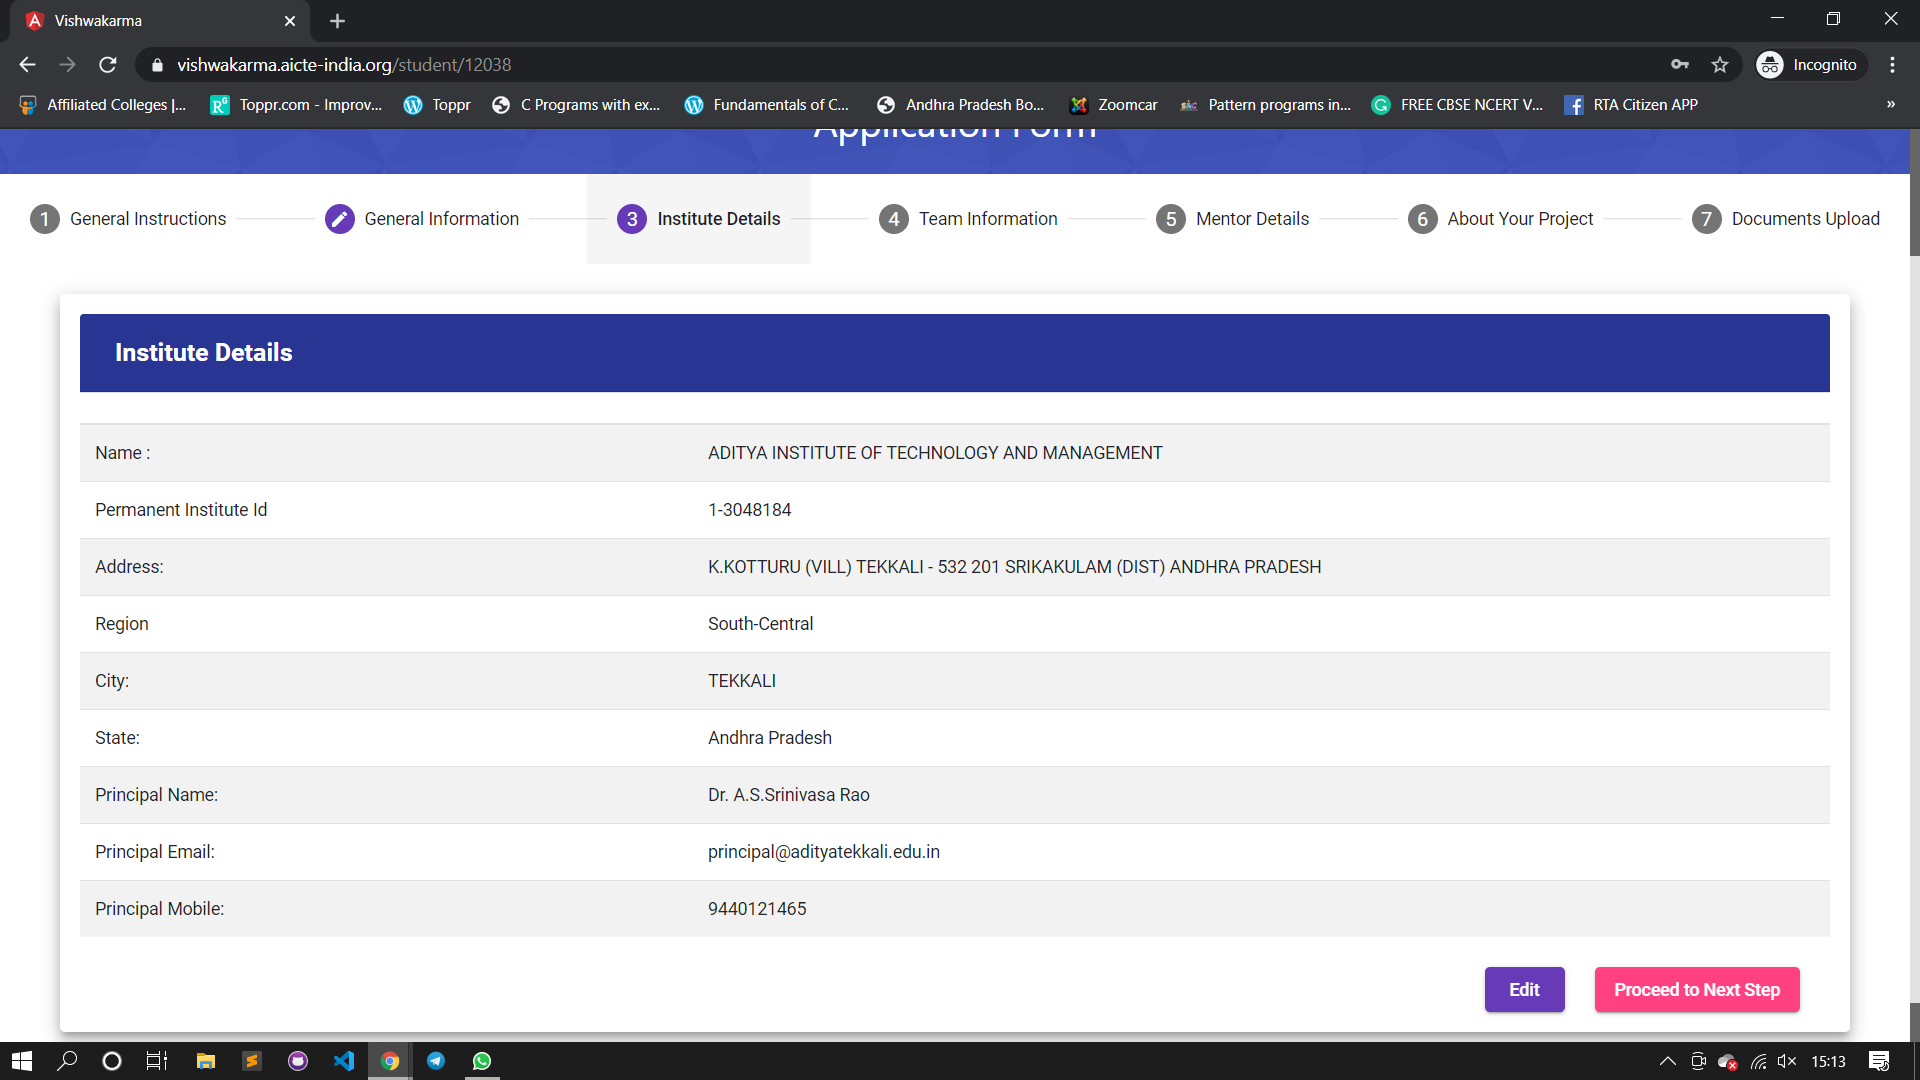 Vishwakarma
vishwakarma.aicte-india.org/student/12038
Incognito
Affiliated Colleges |... Toppr.com - Improv... Toppr C Programs with ex... Fundamentals of C... Andhra Pradesh Bo... Zoomcar Pattern programs in... FREE CBSE NCERT V... RTA Citizen APP »
Application Form
1 General Instructions General Information 3 Institute Details 4 Team Information 5 Mentor Details 6 About Your Project 7 Documents Upload
Institute Details
Name : ADITYA INSTITUTE OF TECHNOLOGY AND MANAGEMENT
Permanent Institute Id 1-3048184
Address: K.KOTTURU (VILL) TEKKALI - 532 201 SRIKAKULAM (DIST) ANDHRA PRADESH
Region South-Central
City: TEKKALI
State: Andhra Pradesh
Principal Name: Dr. A.S.Srinivasa Rao
Principal Email: principal@adityatekkali.edu.in
Principal Mobile: 9440121465
Edit Proceed to Next Step
15:13